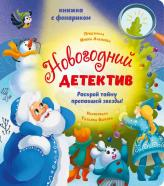 книжка с фонариком
Новогодний
ДЕТЕКТИВ
Раскрой тайну
пропавшей звезды!